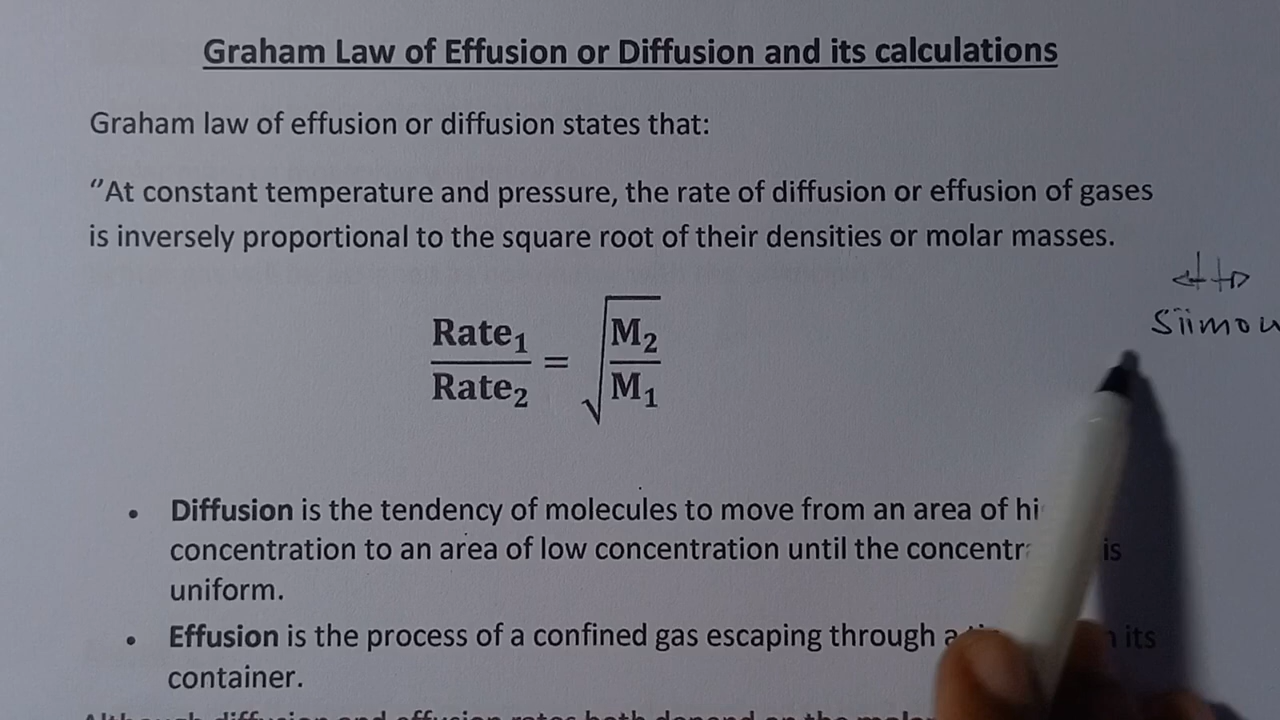 Graham Law of Effusion or Diffusion and its calculations
Graham law of effusion or diffusion states that:
″At constant temperature and pressure, the rate of diffusion or effusion of gases
is inversely proportional to the square root of their densities or molar masses.
Rate₁ / Rate₂ = √(M₂ / M₁)
Siimou
• Diffusion is the tendency of molecules to move from an area of
concentration to an area of low concentration until the is
uniform.
• Effusion is the process of a confined gas escaping through its
container.